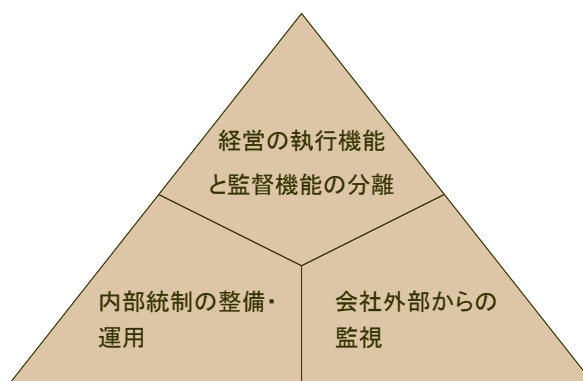 経営の執行機能
と監督機能の分離
内部統制の整備・
運用
会社外部からの
監視